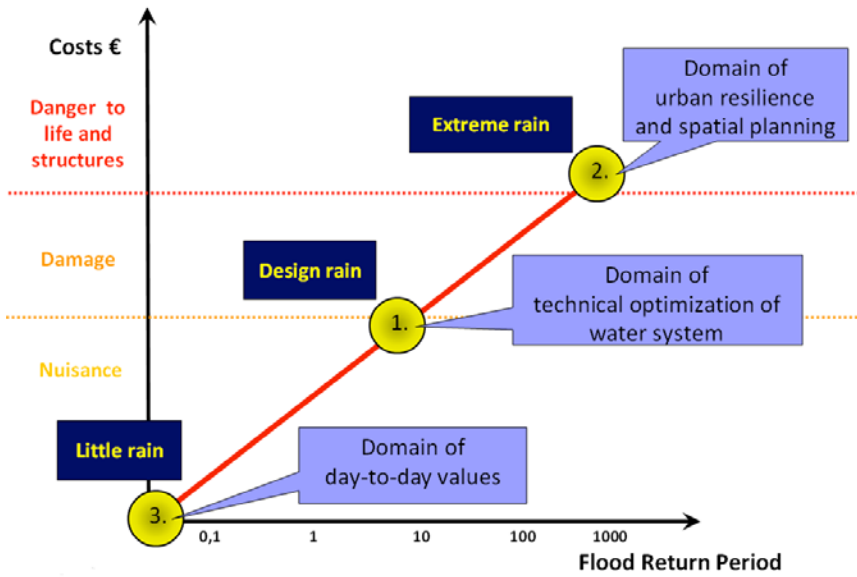 Costs €
Danger to
life and
structures
Extreme rain
Domain of
urban resilience
and spatial planning
2.
Damage
Design rain
Domain of
technical optimization of
water system
1.
Nuisance
Little rain
Domain of
day-to-day values
3.
0,1 1 10 100 1000
Flood Return Period